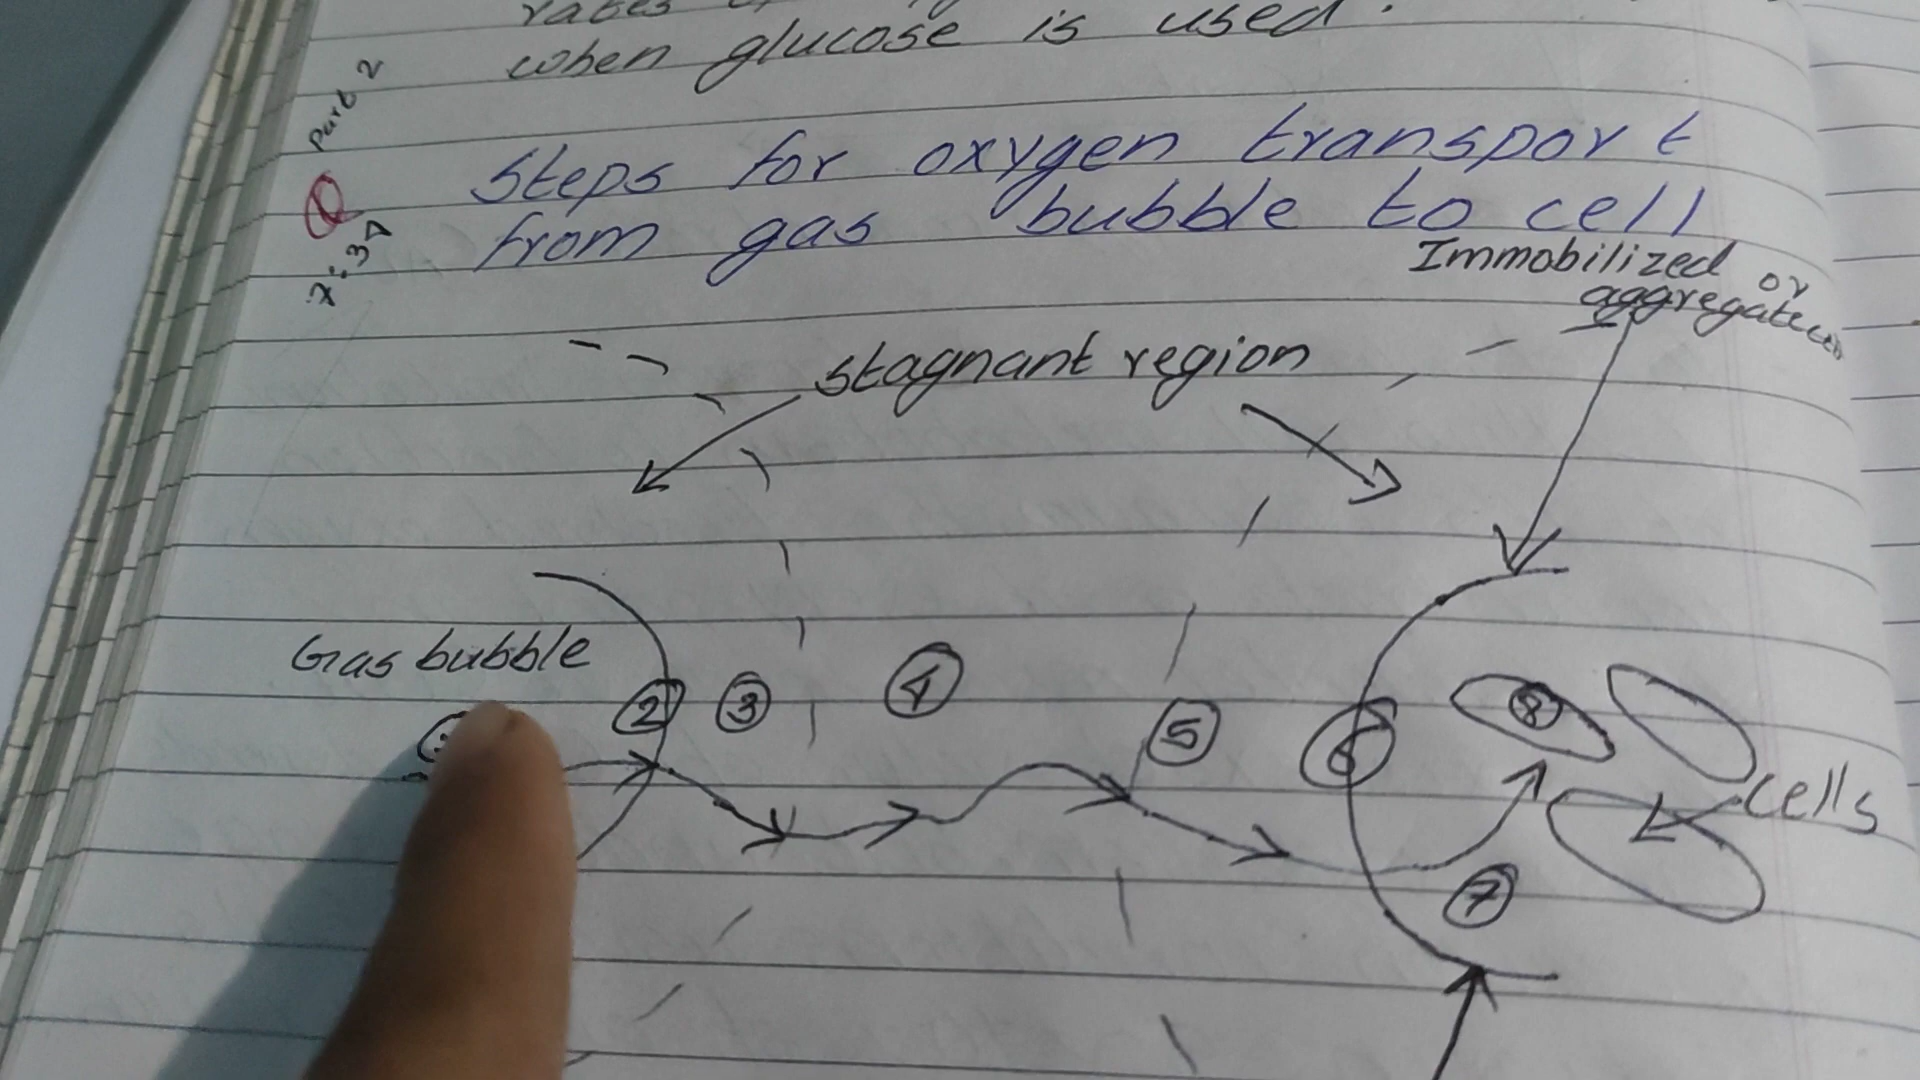 when glucose is used.
Part 2
Steps for oxygen transport
from gas bubble to cell
Immobilized or
stagnant region
Gas bubble
2
3
4
5
6
7
8
cells